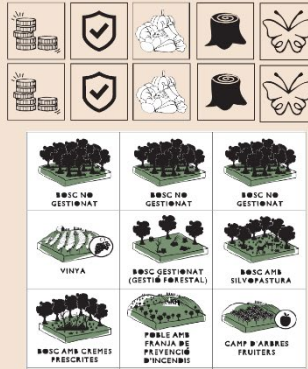 BOSC NO
GESTIONAT
BOSC NO
GESTIONAT
BOSC NO
GESTIONAT
VINYA
BOSC GESTIONAT
(GESTIÓ FORESTAL)
BOSC AMB
SILVOPASTURA
BOSC AMB CREMES
PRESCRITES
POBLE AMB
FRANJA DE
PREVENCIÓ
D'INCENDIS
CAMP D'ARBRES
FRUITERS